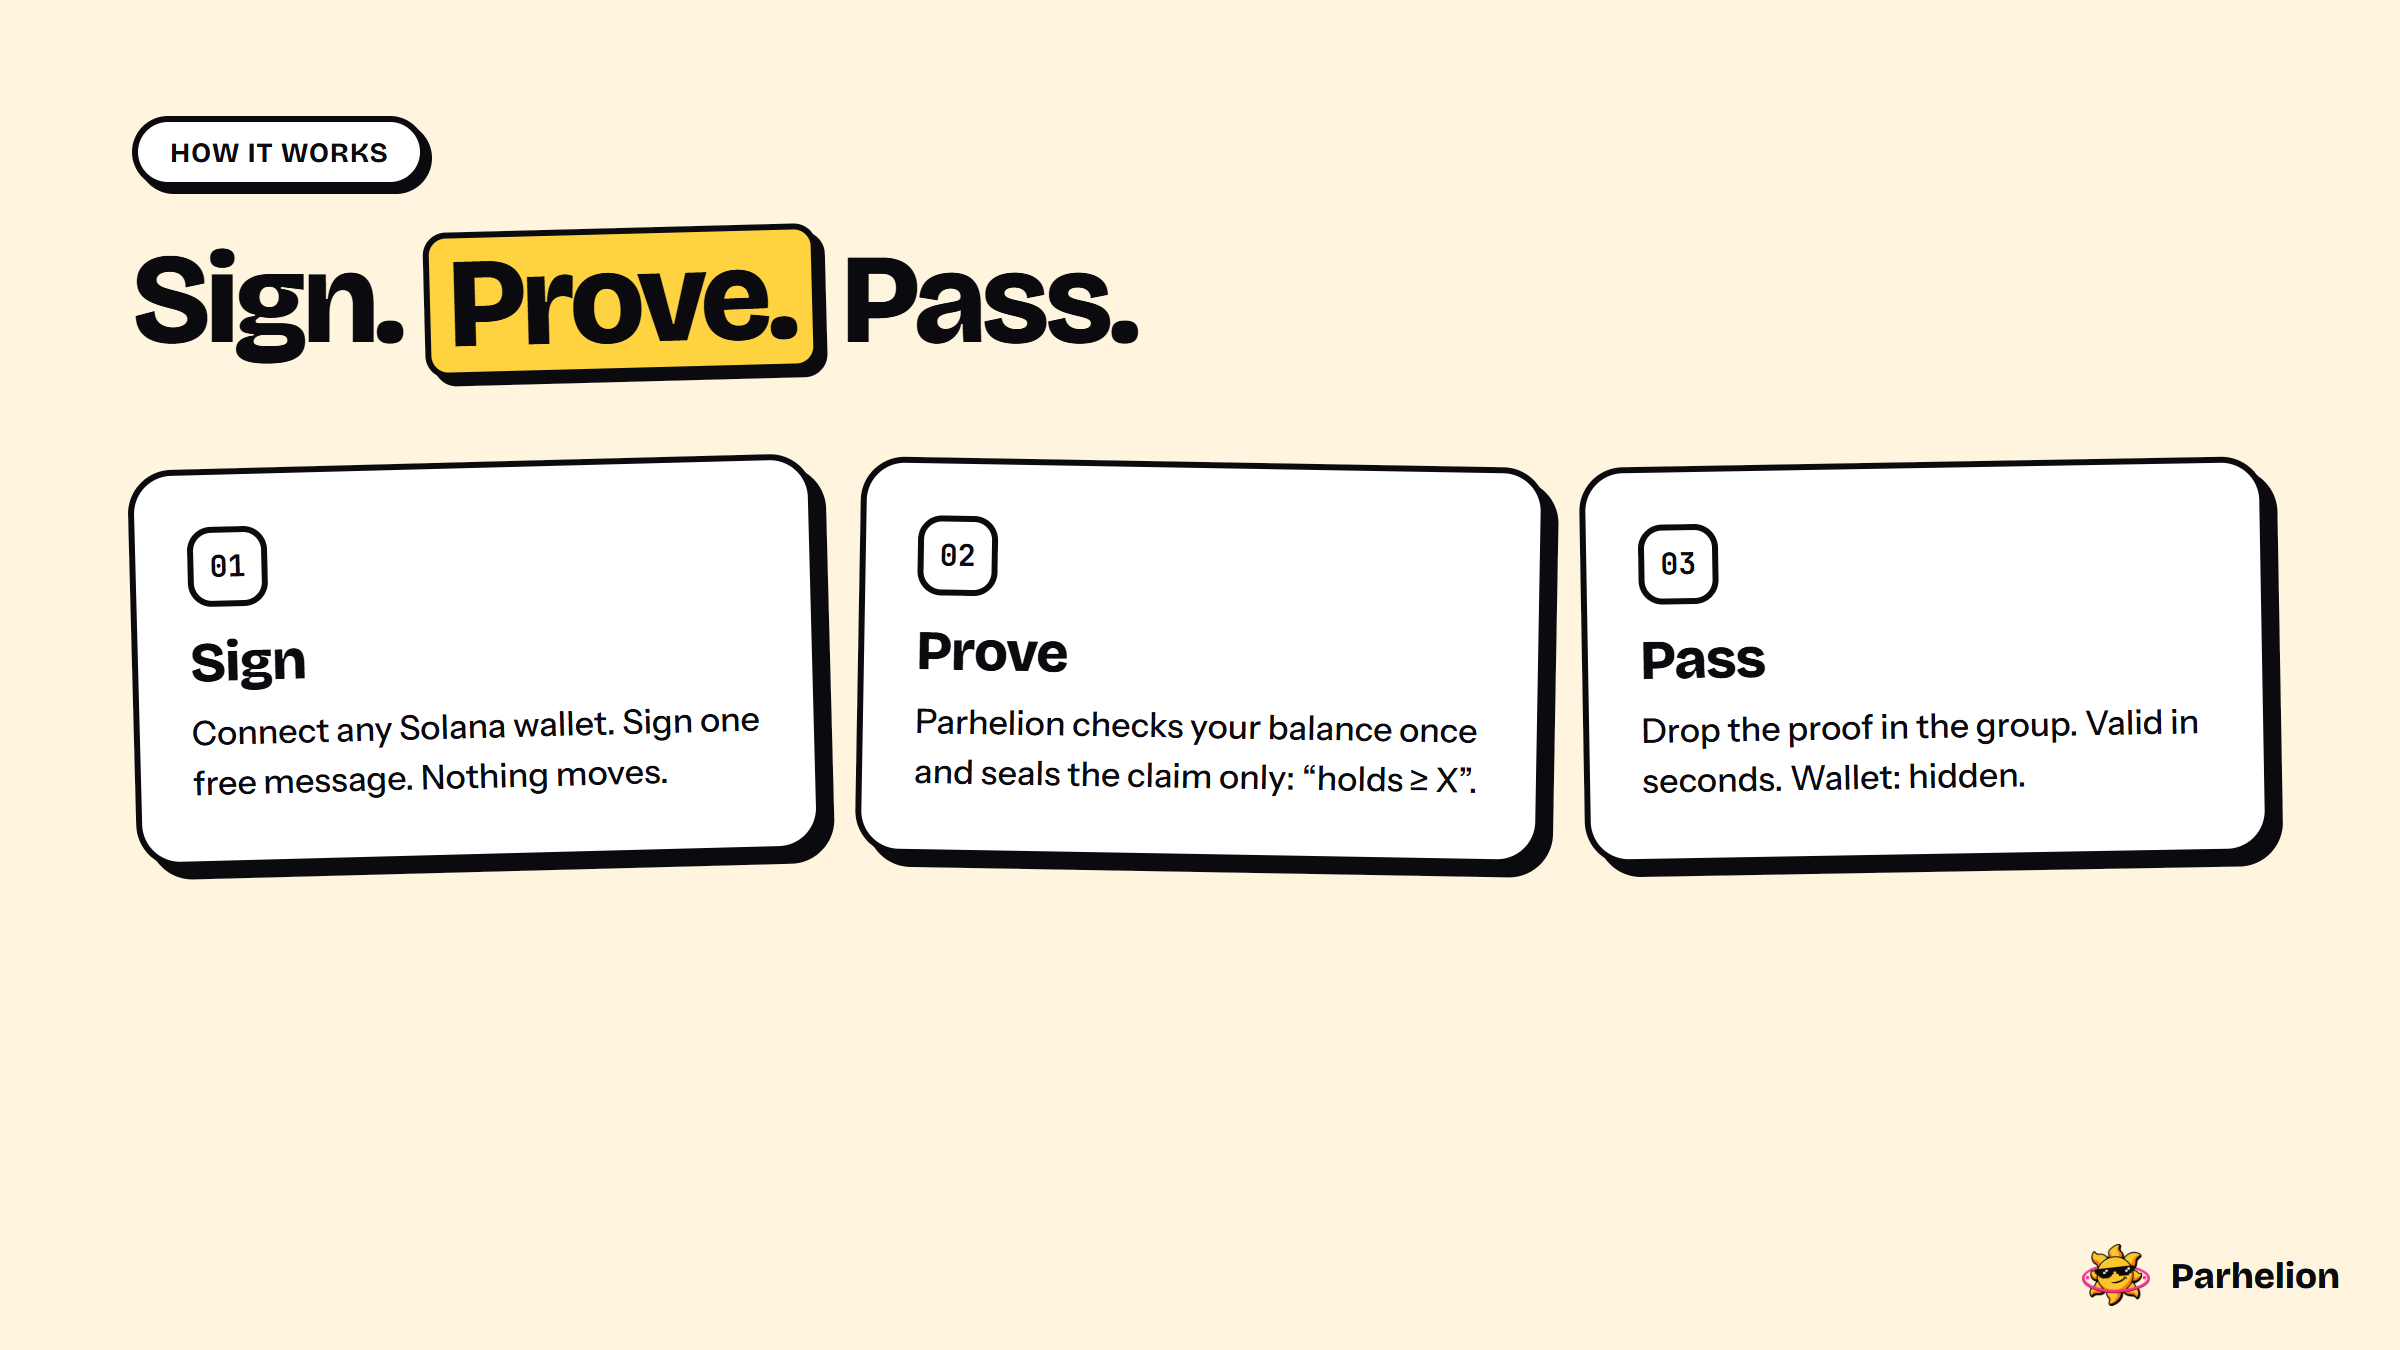 HOW IT WORKS
Sign. Prove. Pass.
01
Sign
Connect any Solana wallet. Sign one
free message. Nothing moves.
02
Prove
Parhelion checks your balance once
and seals the claim only: “holds ≥ X”.
03
Pass
Drop the proof in the group. Valid in
seconds. Wallet: hidden.
Parhelion